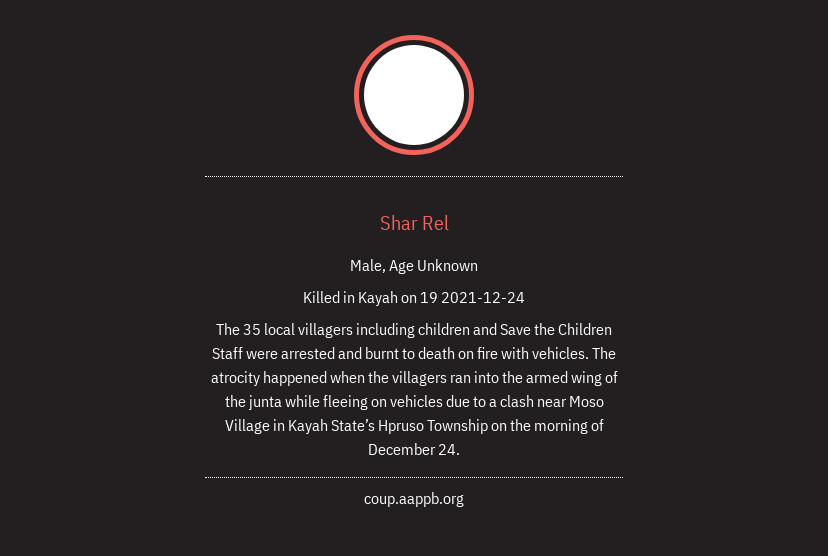 Shar Rel
Male, Age Unknown
Killed in Kayah on 19 2021-12-24
The 35 local villagers including children and Save the Children
Staff were arrested and burnt to death on fire with vehicles. The
atrocity happened when the villagers ran into the armed wing of
the junta while fleeing on vehicles due to a clash near Moso
Village in Kayah State’s Hpruso Township on the morning of
December 24.
coup.aappb.org